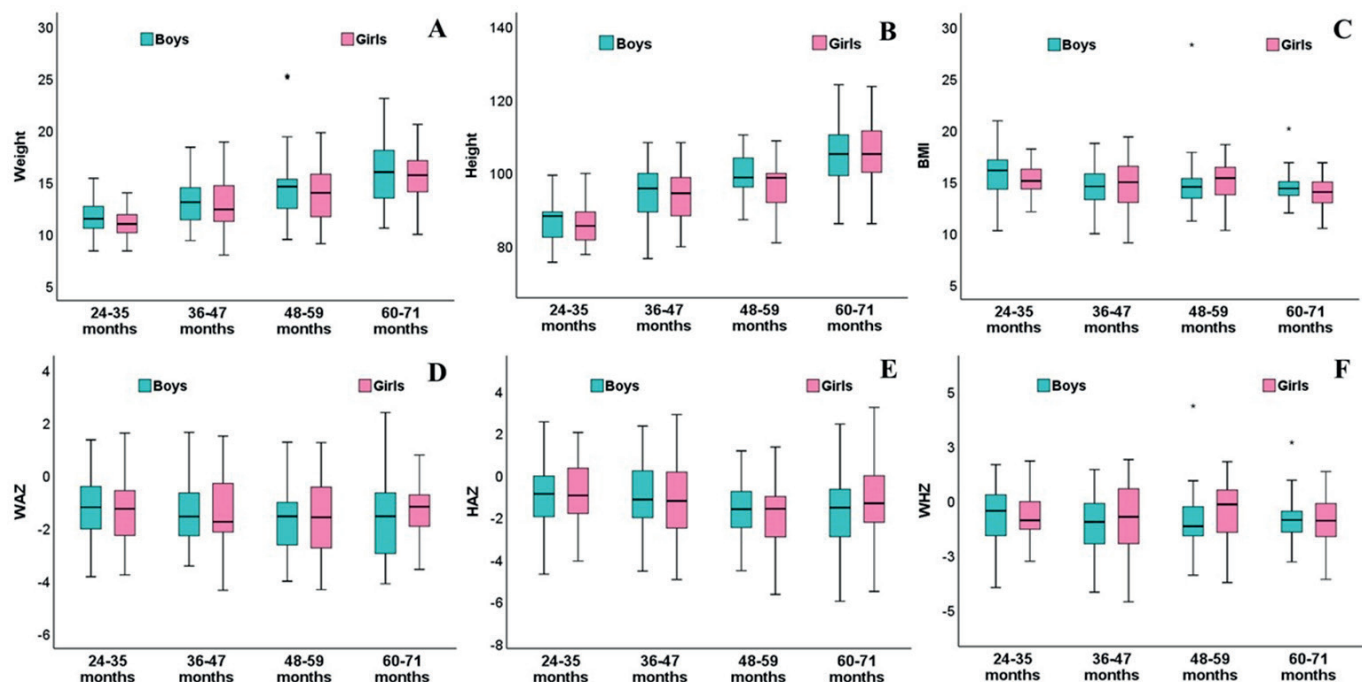 A
Boys Girls
Weight
30
25
20
15
10
5
24-35 months
36-47 months
48-59 months
60-71 months
B
Boys Girls
Height
140
120
100
80
60
24-35 months
36-47 months
48-59 months
60-71 months
C
Boys Girls
BMI
30
25
20
15
10
5
24-35 months
36-47 months
48-59 months
60-71 months
D
Boys Girls
WAZ
4
2
0
-2
-4
-6
24-35 months
36-47 months
48-59 months
60-71 months
E
Boys Girls
HAZ
4
2
0
-2
-4
-6
-8
24-35 months
36-47 months
48-59 months
60-71 months
F
Boys Girls
WHZ
5
3
0
-3
-5
24-35 months
36-47 months
48-59 months
60-71 months